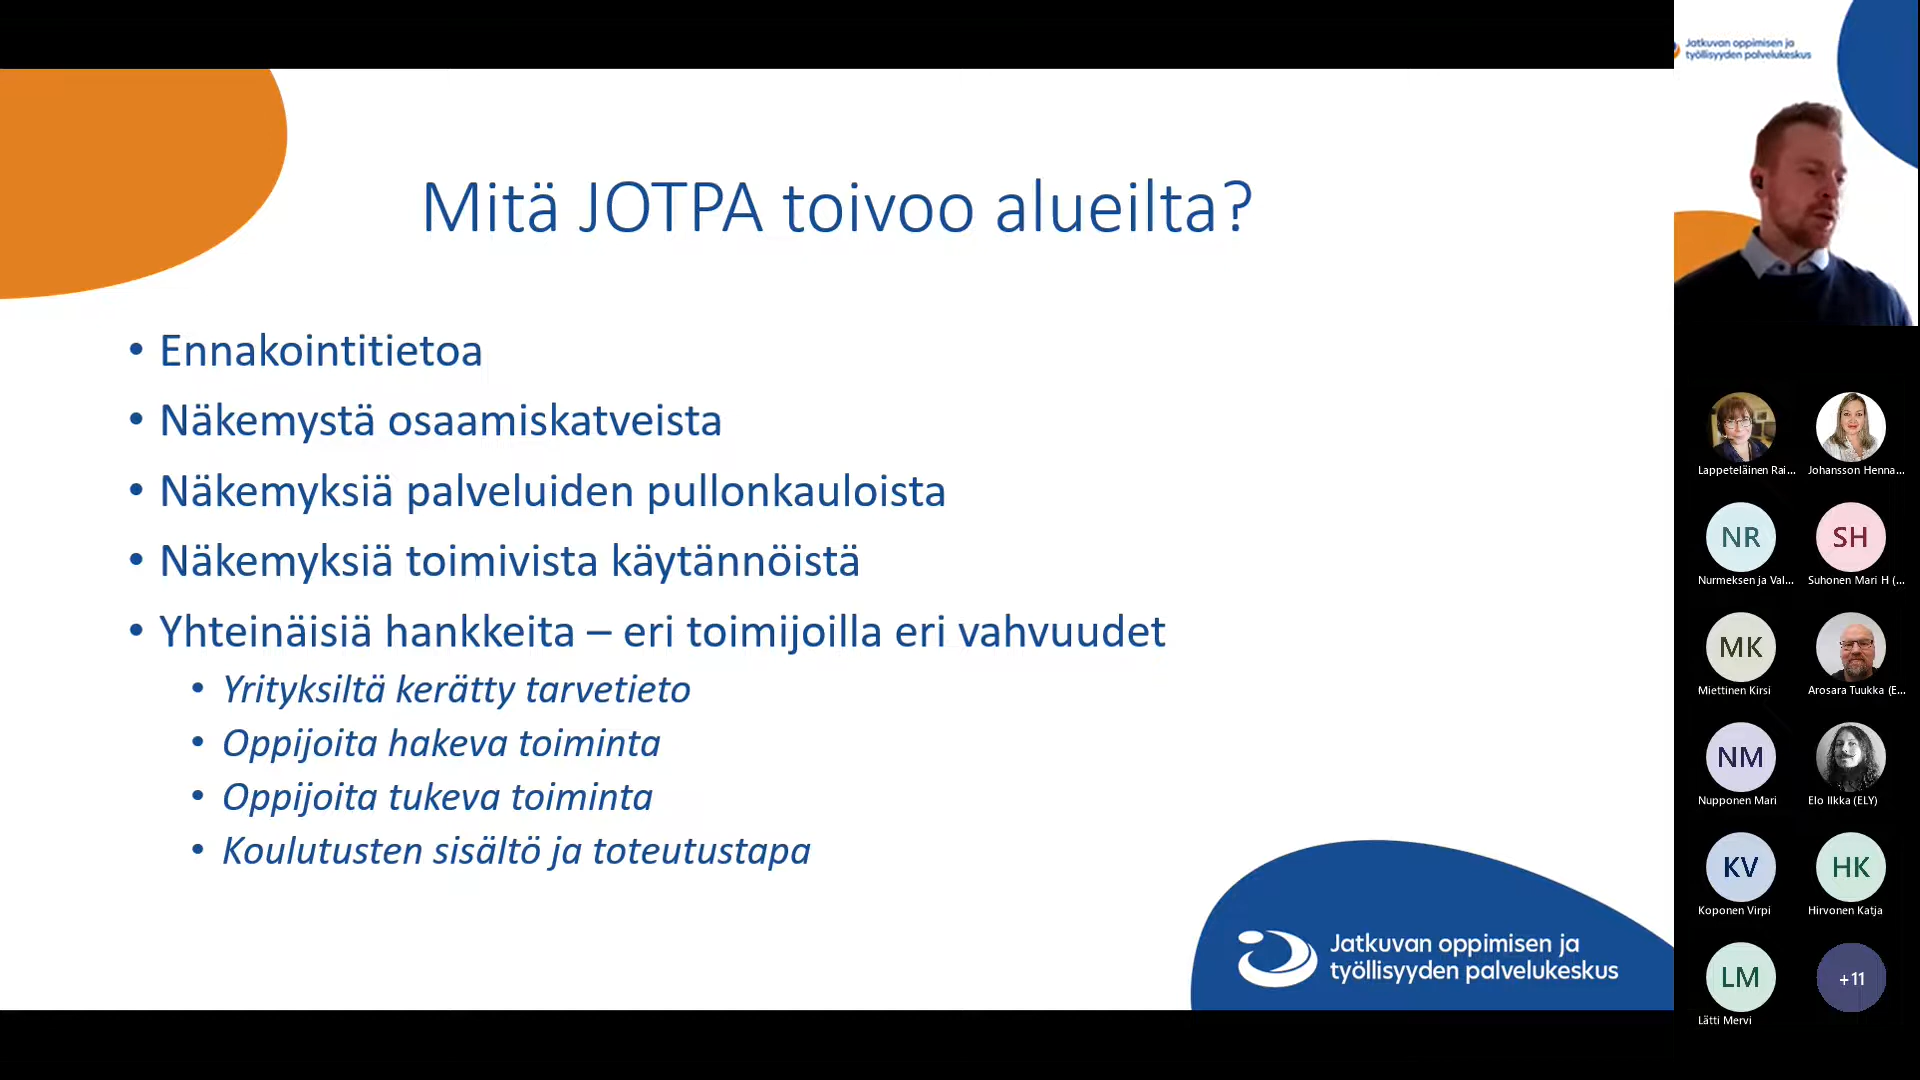 Mitä JOTPA toivoo alueilta?
• Ennakointitietoa
• Näkemystä osaamiskatveista
• Näkemyksiä palveluiden pullonkauloista
• Näkemyksiä toimivista käytännöistä
• Yhteinäisiä hankkeita – eri toimijoilla eri vahvuudet
• Yrityksiltä kerätty tarvetieto
• Oppijoita hakeva toiminta
• Oppijoita tukeva toiminta
• Koulutusten sisältö ja toteutustapa
Jatkuvan oppimisen ja
työllisyyden palvelukeskus
Jatkuvan oppimisen ja
työllisyyden palvelukeskus
Lappeteläinen Rai...
Johansson Henna...
NR
SH
Nurmeksen ja Val...
Suhonen Mari H (...
MK
Miettinen Kirsi
Arosara Tuukka (E...
NM
Nupponen Mari
Elo Ilkka (ELY)
KV
HK
Koponen Virpi
Hirvonen Katja
LM
+11
Lätti Mervi